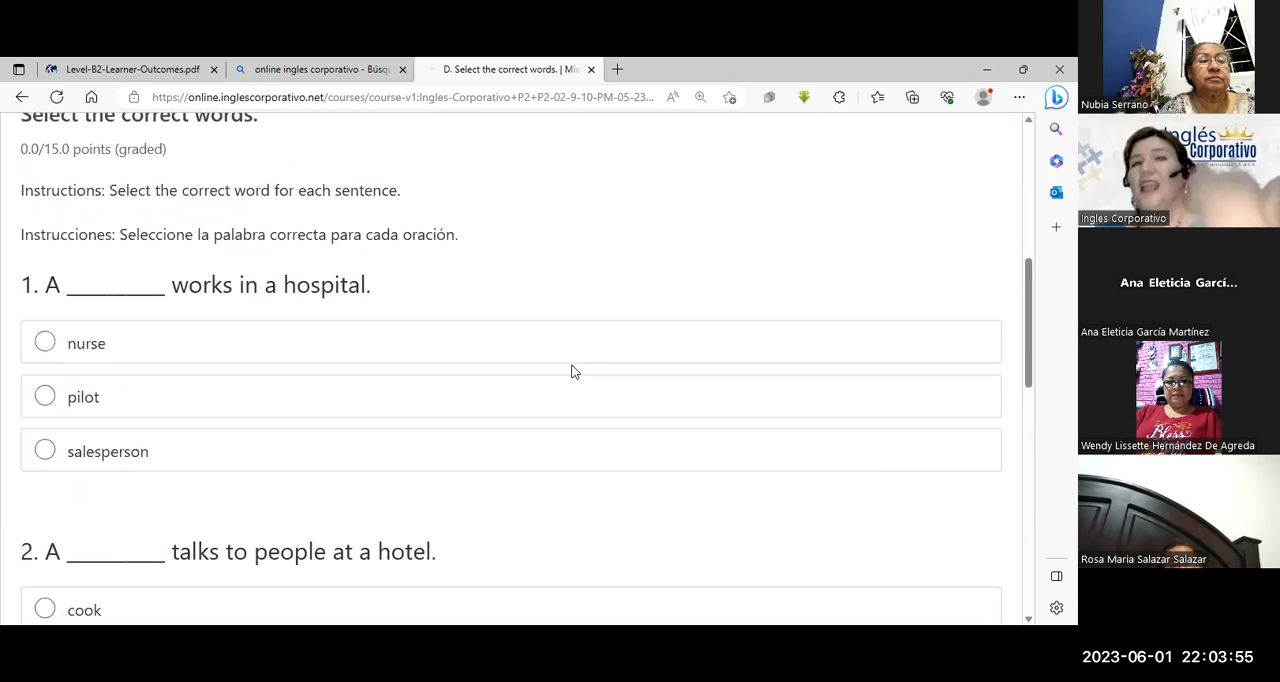 Level-B2-Learner-Outcomes.pdf
online ingles corporativo - Búsq
D. Select the correct words. | Mic
https://online.inglescorporativo.net/courses/course-v1:Ingles-Corporativo+P2+P2-02-9-10-PM-05-23...
Select the correct words.
0.0/15.0 points (graded)
Instructions: Select the correct word for each sentence.
Instrucciones: Seleccione la palabra correcta para cada oración.
1. A _________ works in a hospital.
nurse
pilot
salesperson
2. A _________ talks to people at a hotel.
cook
Nubia Serrano
Inglés
Corporativo
Ingles Corporativo
Ana Eleticia Garcí...
Ana Eleticia García Martínez
Bless
Wendy Lissette Hernández De Agreda
Rosa Maria Salazar Salazar
2023-06-01 22:03:55